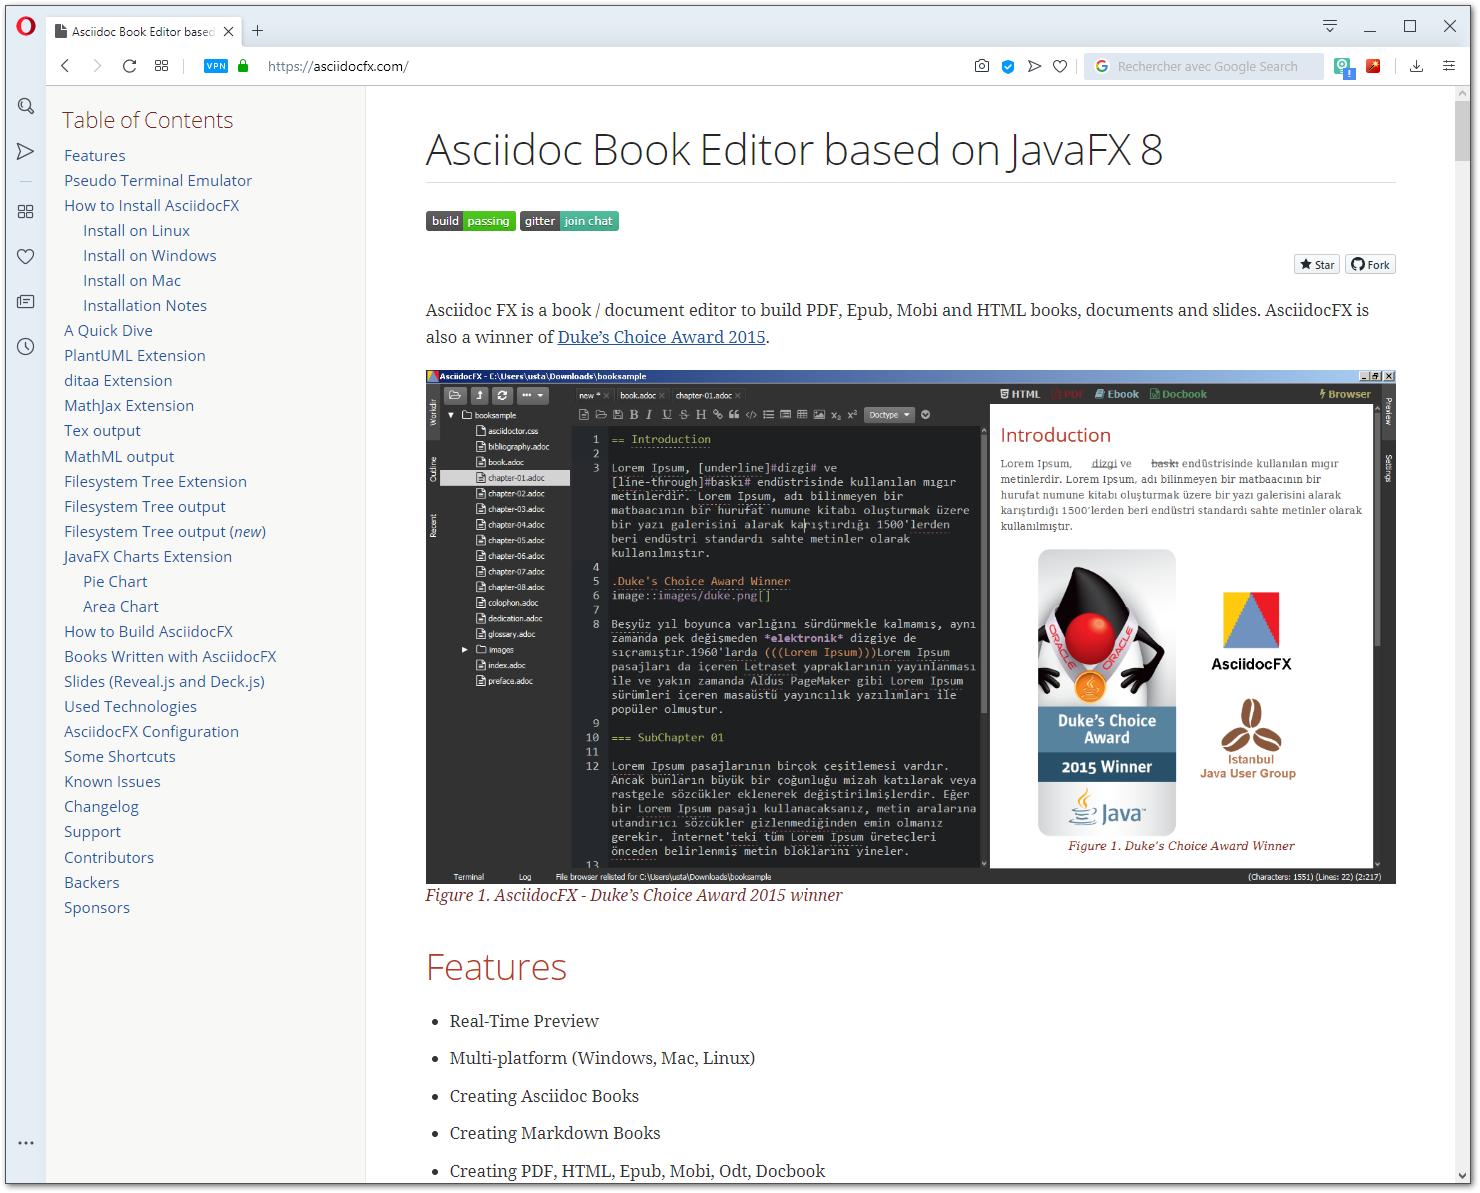 Asciidoc Book Editor based
VPN
https://asciidocfx.com/
Rechercher avec Google Search
Table of Contents
Features
Pseudo Terminal Emulator
How to Install AsciidocFX
Install on Linux
Install on Windows
Install on Mac
Installation Notes
A Quick Dive
PlantUML Extension
ditaa Extension
MathJax Extension
Tex output
MathML output
Filesystem Tree Extension
Filesystem Tree output
Filesystem Tree output (new)
JavaFX Charts Extension
Pie Chart
Area Chart
How to Build AsciidocFX
Books Written with AsciidocFX
Slides (Reveal.js and Deck.js)
Used Technologies
AsciidocFX Configuration
Some Shortcuts
Known Issues
Changelog
Support
Contributors
Backers
Sponsors
Asciidoc Book Editor based on JavaFX 8
build passing gitter join chat
Star Fork
Asciidoc FX is a book / document editor to build PDF, Epub, Mobi and HTML books, documents and slides. AsciidocFX is
also a winner of Duke’s Choice Award 2015.
AsciidocFX - C:\Users\usta\Downloads\booksample
Workdir
Outline
Recent
booksample
asciidoctor.css
bibliography.adoc
book.adoc
chapter-01.adoc
chapter-02.adoc
chapter-03.adoc
chapter-04.adoc
chapter-05.adoc
chapter-06.adoc
chapter-07.adoc
chapter-08.adoc
colophon.adoc
dedication.adoc
glossary.adoc
images
index.adoc
preface.adoc
new * book.adoc chapter-01.adoc
B I U S H x₂ x² Doctype
1 == Introduction
2
3 Lorem Ipsum, [underline]#dizgi# ve
[line-through]#baskı# endüstrisinde kullanılan mıgır
metinlerdir. Lorem Ipsum, adı bilinmeyen bir
matbaacının bir hurufat numune kitabı oluşturmak üzere
bir yazı galerisini alarak karıştırdığı 1500'lerden
beri endüstri standardı sahte metinler olarak
kullanılmıştır.
4
5 .Duke's Choice Award Winner
6 image::images/duke.png[]
7
8 Beşyüz yıl boyunca varlığını sürdürmekle kalmamış, aynı
zamanda pek değişmeden *elektronik* dizgiye de
sıçramıştır.1960'larda (((Lorem Ipsum)))Lorem Ipsum
pasajları da içeren Letraset yapraklarının yayınlanması
ile ve yakın zamanda Aldus PageMaker gibi Lorem Ipsum
sürümleri içeren masaüstü yayıncılık yazılımları ile
popüler olmuştur.
9
10 === SubChapter 01
11
12 Lorem Ipsum pasajlarının birçok çeşitlemesi vardır.
Ancak bunların büyük bir çoğunluğu mizah katılarak veya
rastgele sözcükler eklenerek değiştirilmişlerdir. Eğer
bir Lorem Ipsum pasajı kullanacaksanız, metin aralarına
utandırıcı sözcükler gizlenmediğinden emin olmanız
gerekir. İnternet'teki tüm Lorem Ipsum üreteçleri
önceden belirlenmiş metin bloklarını yineler.
13
HTML PDF Ebook Docbook Browser
Preview
Settings
Introduction
Lorem Ipsum, dizgi ve baskı endüstrisinde kullanılan mıgır
metinlerdir. Lorem Ipsum, adı bilinmeyen bir matbaacının bir
hurufat numune kitabı oluşturmak üzere bir yazı galerisini alarak
karıştırdığı 1500'lerden beri endüstri standardı sahte metinler olarak
kullanılmıştır.
ORACLE ORACLE
Duke's Choice
Award
2015 Winner
Java™
AsciidocFX
Istanbul
Java User Group
Figure 1. Duke's Choice Award Winner
Terminal Log File browser relisted for C:\Users\usta\Downloads\booksample (Characters: 1551) (Lines: 22) (2:217)
Figure 1. AsciidocFX - Duke’s Choice Award 2015 winner
Features
Real-Time Preview
Multi-platform (Windows, Mac, Linux)
Creating Asciidoc Books
Creating Markdown Books
Creating PDF, HTML, Epub, Mobi, Odt, Docbook